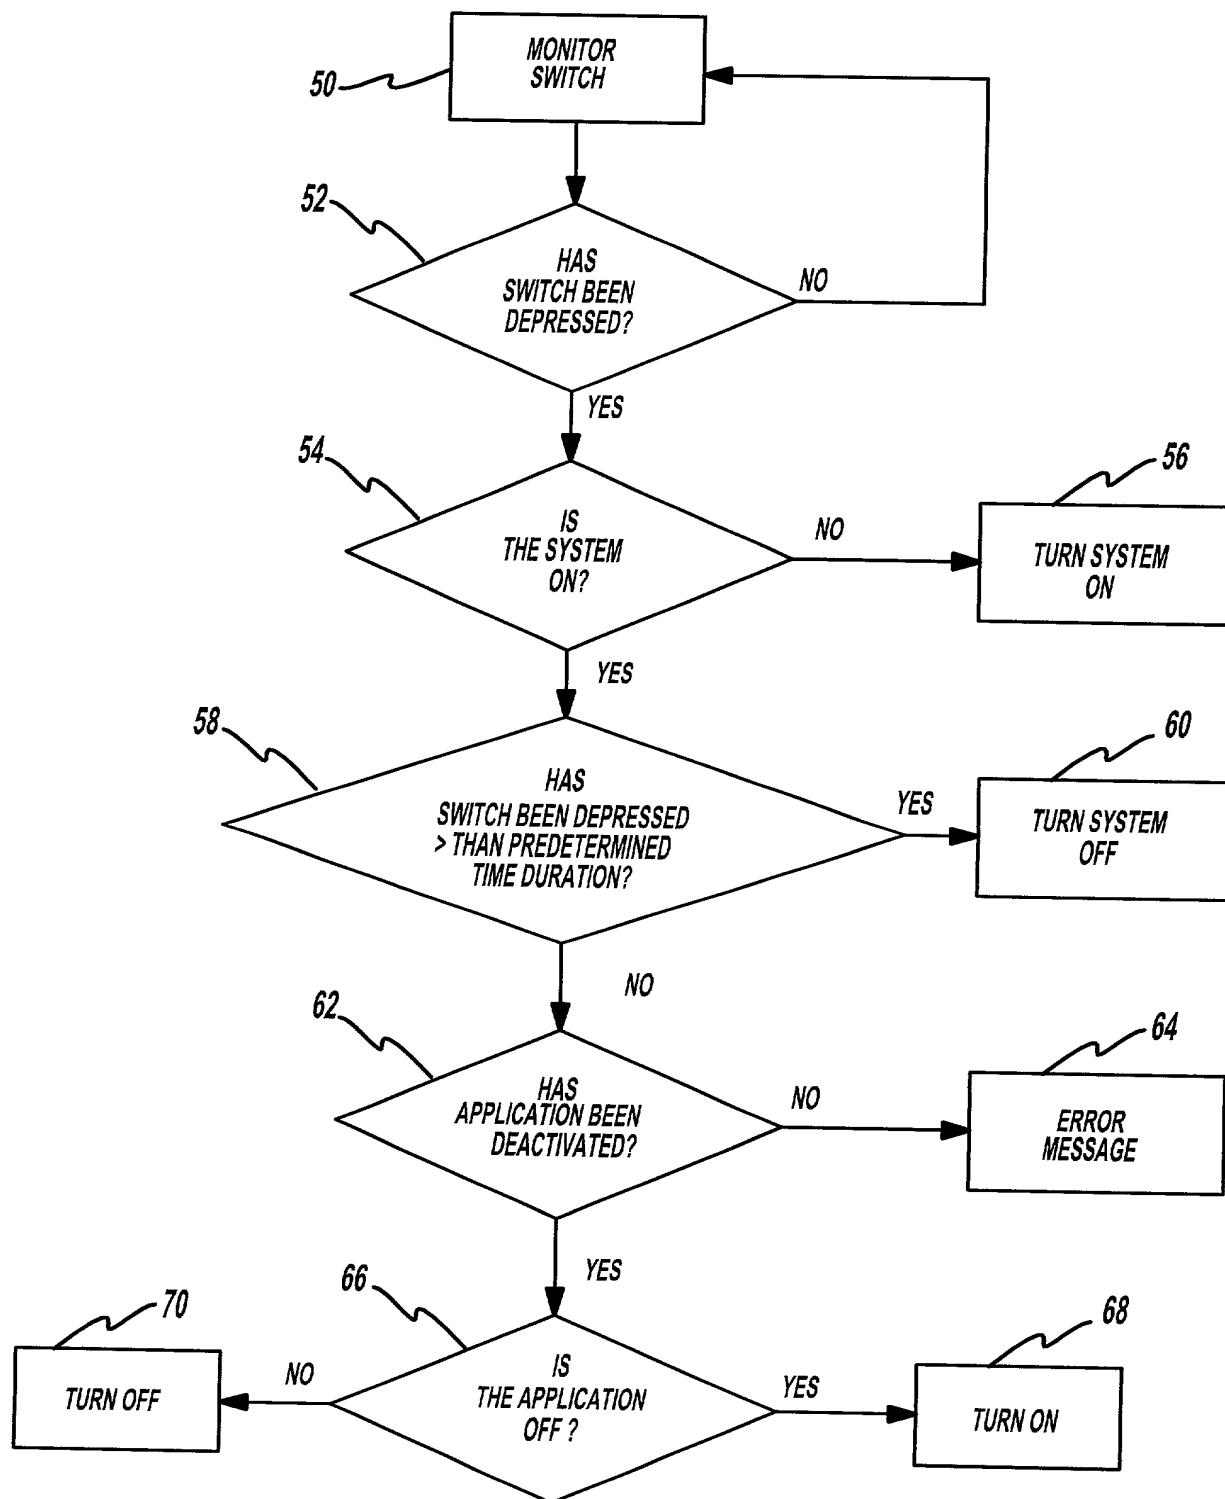 MONITOR
SWITCH
50
52
HAS
SWITCH BEEN
DEPRESSED?
NO
YES
54
IS
THE SYSTEM
ON?
NO
56
TURN SYSTEM
ON
YES
58
HAS
SWITCH BEEN DEPRESSED
> THAN PREDETERMINED
TIME DURATION?
YES
60
TURN SYSTEM
OFF
NO
62
HAS
APPLICATION BEEN
DEACTIVATED?
NO
64
ERROR
MESSAGE
YES
66
IS
THE APPLICATION
OFF ?
NO
70
TURN OFF
YES
68
TURN ON